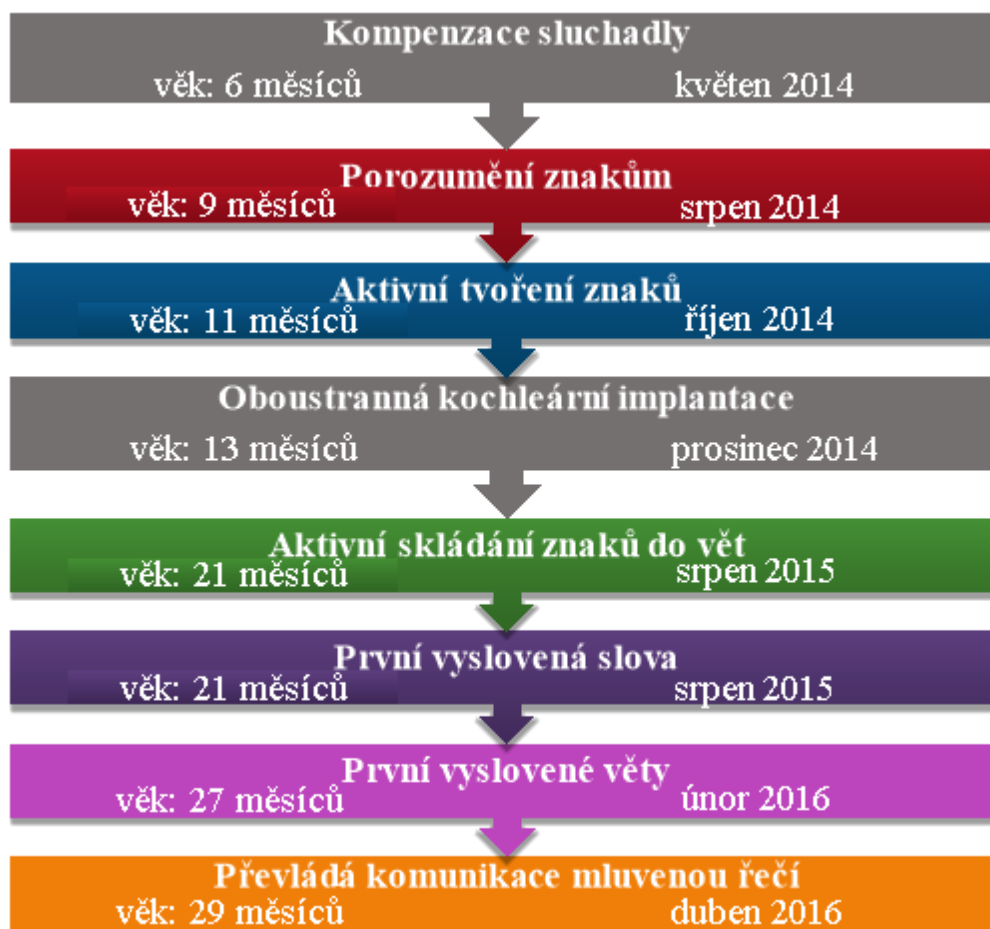 Kompenzace sluchadly
věk: 6 měsíců květen 2014
Porozumění znakům
věk: 9 měsíců srpen 2014
Aktivní tvoření znaků
věk: 11 měsíců říjen 2014
Oboustranná kochleární implantace
věk: 13 měsíců prosinec 2014
Aktivní skládání znaků do vět
věk: 21 měsíců srpen 2015
První vyslovená slova
věk: 21 měsíců srpen 2015
První vyslovené věty
věk: 27 měsíců únor 2016
Převládá komunikace mluvenou řečí
věk: 29 měsíců duben 2016